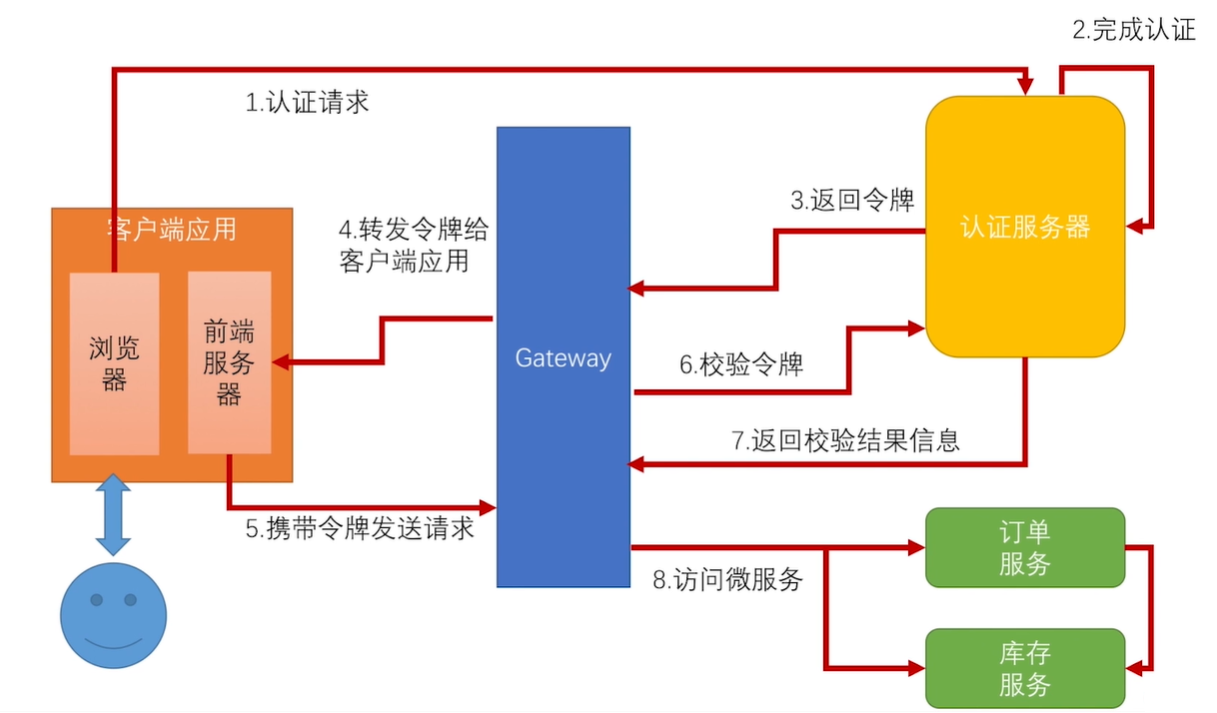 2.完成认证
1.认证请求
3.返回令牌
认证服务器
客户端应用
4.转发令牌给
客户端应用
浏览
器
前端
服务
器
Gateway
6.校验令牌
7.返回校验结果信息
5.携带令牌发送请求
8.访问微服务
订单
服务
库存
服务